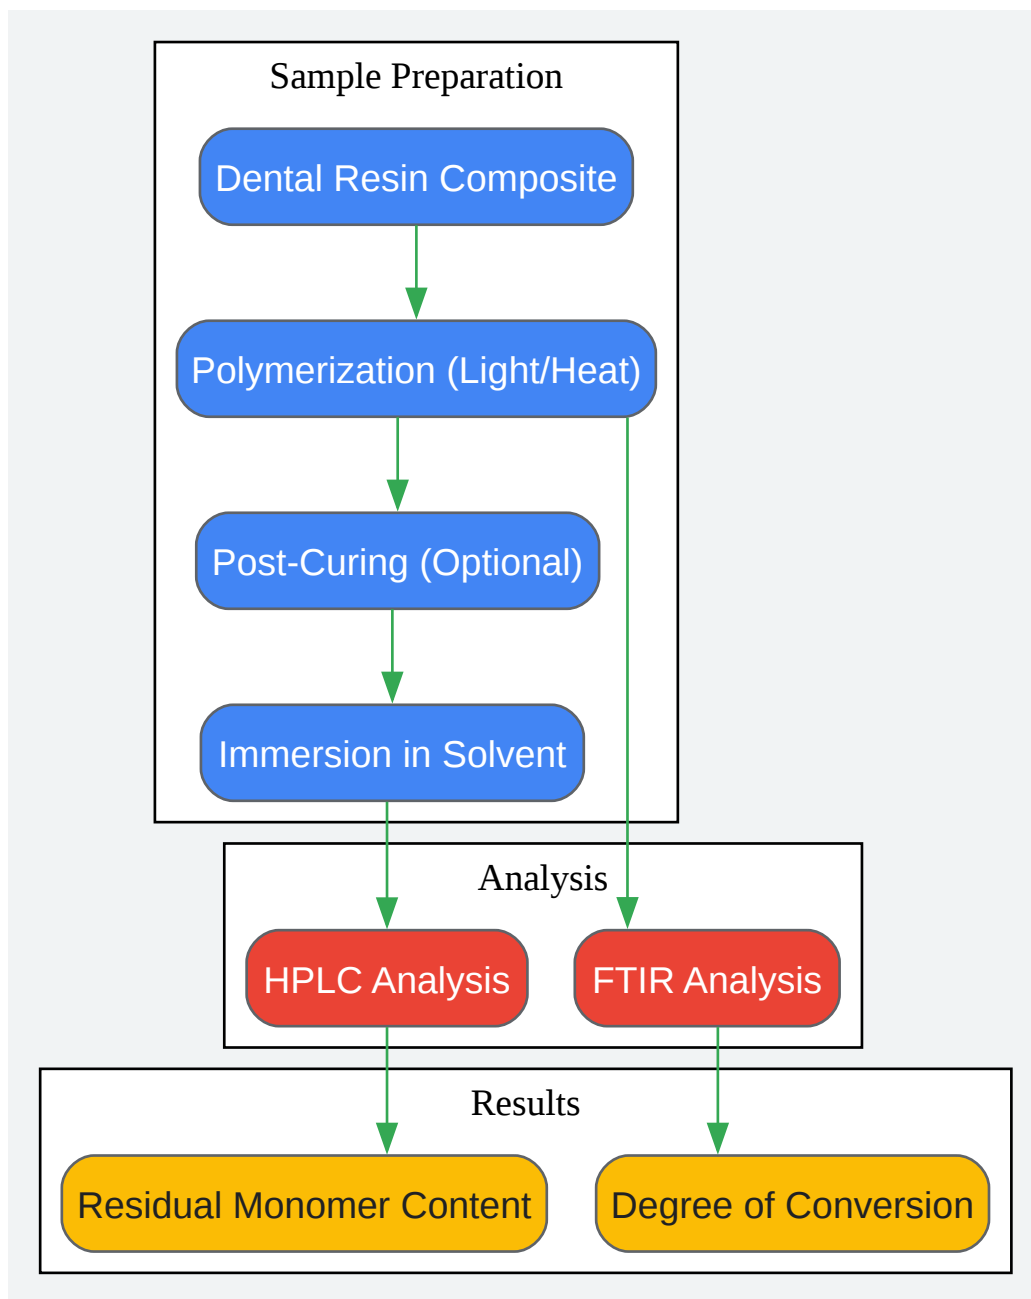 Sample Preparation
Dental Resin Composite
Polymerization (Light/Heat)
Post-Curing (Optional)
Immersion in Solvent
Analysis
HPLC Analysis
FTIR Analysis
Results
Residual Monomer Content
Degree of Conversion